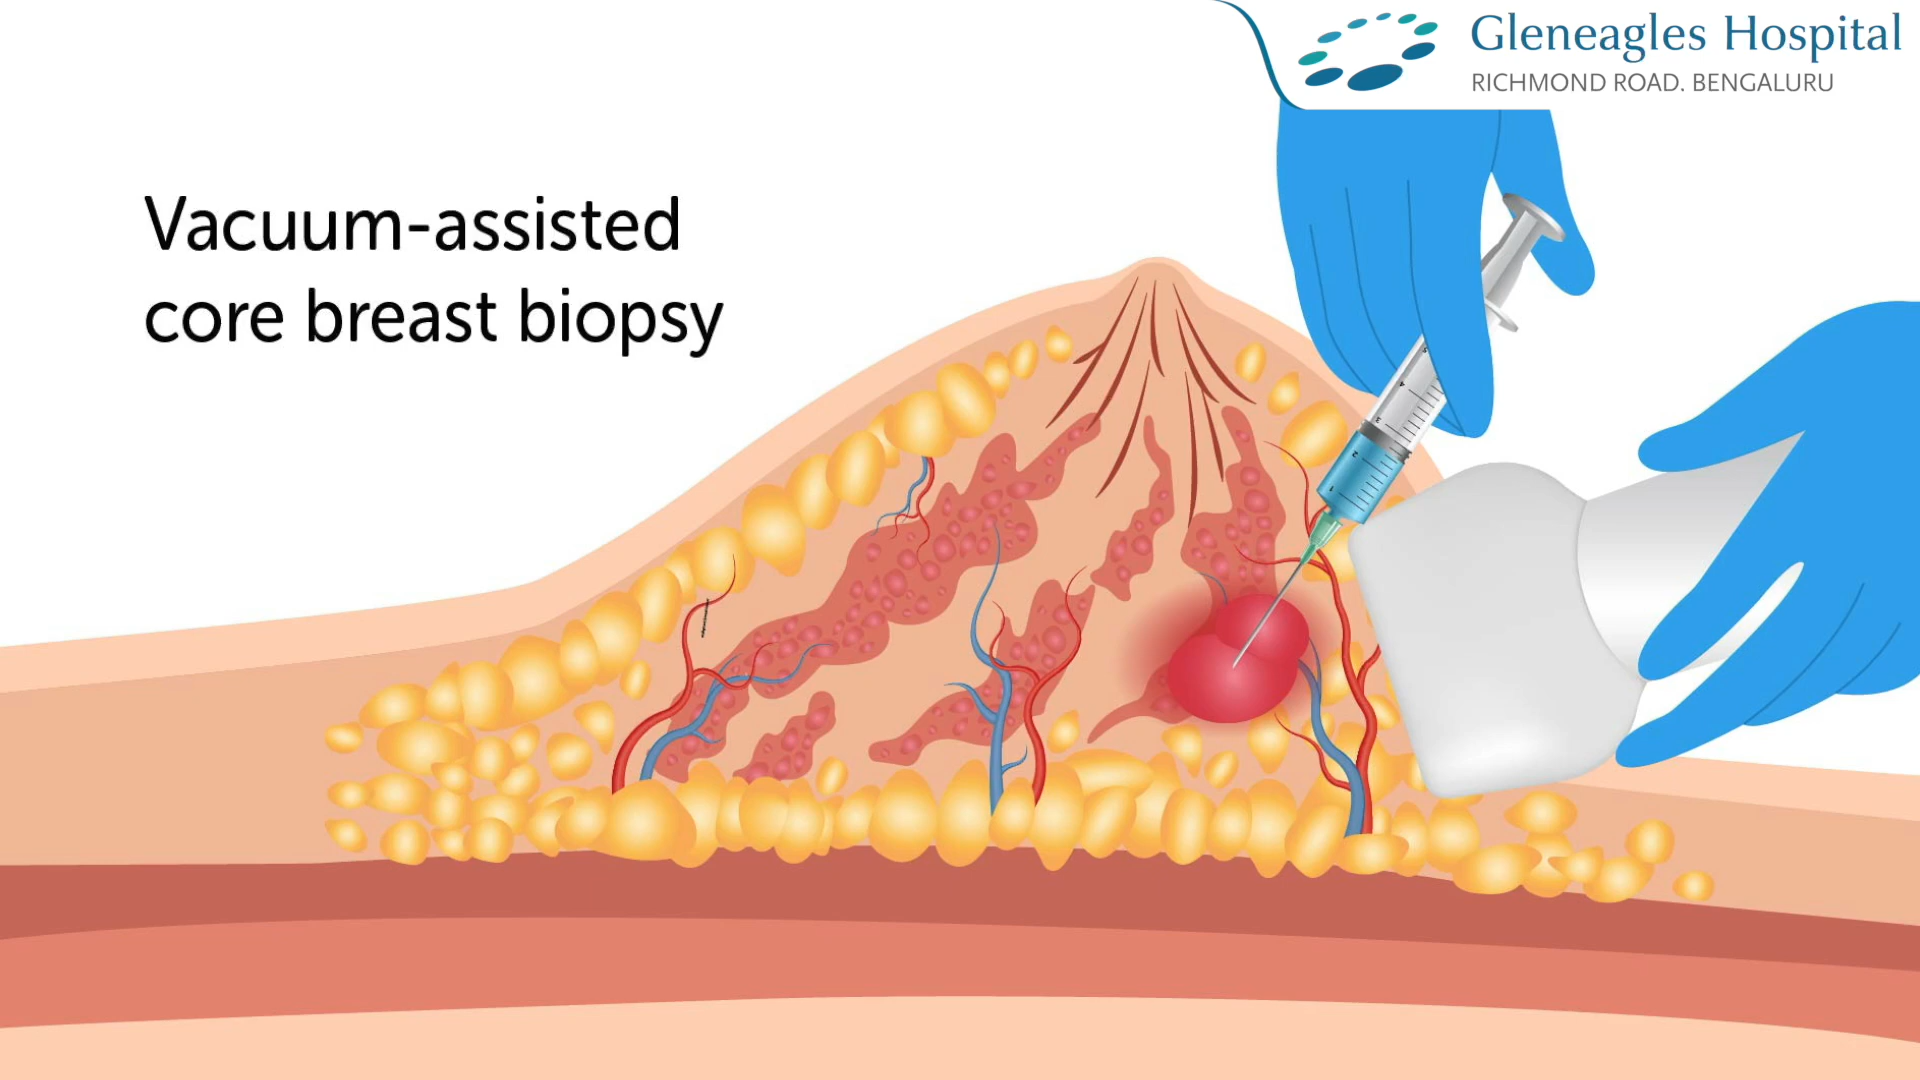 Gleneagles Hospital
RICHMOND ROAD. BENGALURU
Vacuum-assisted
core breast biopsy